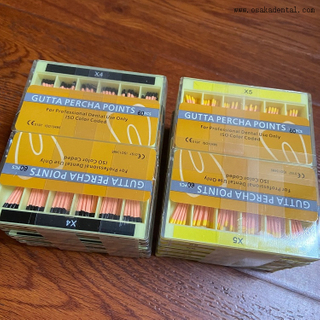 www.osakadental.com
X4
GUTTA PERCHA POINTS
For Professional Dental Use Only
ISO Color Coded
For Professional Dental Use Only
ISO Color Coded
GUTTA PERCHA POINTS
X4
X5
GUTTA PERCHA POINTS
For Professional Dental Use Only
ISO Color Coded
For Professional Dental Use Only
ISO Color Coded
GUTTA PERCHA POINTS
X5